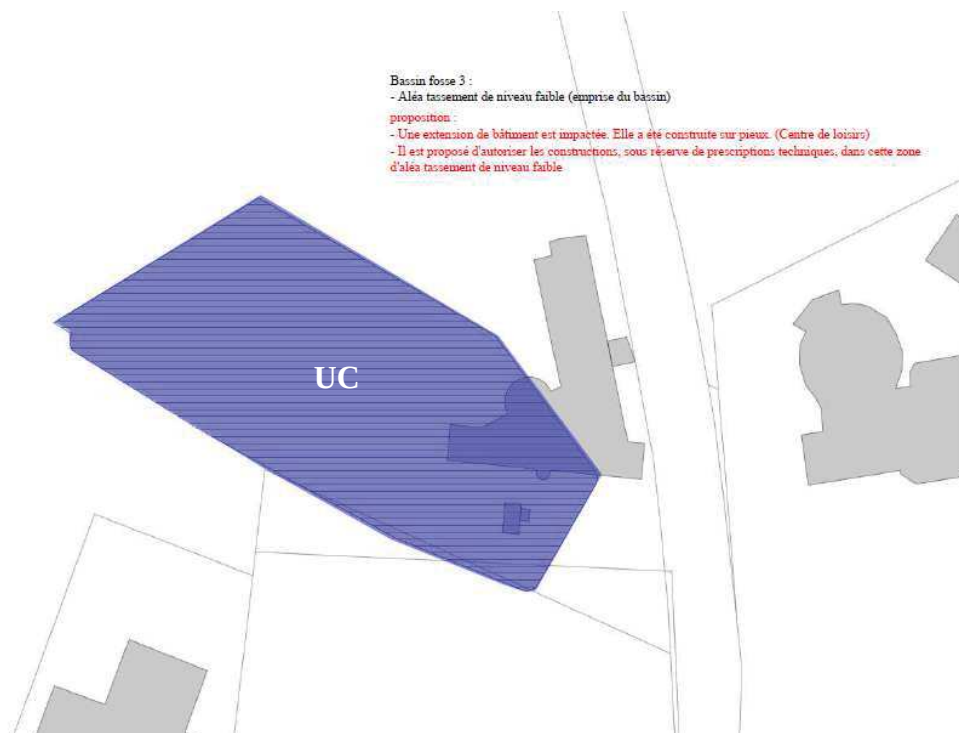 Bassin fosse 3 :
- Aléa tassement de niveau faible (emprise du bassin)
proposition :
- Une extension de bâtiment est impactée. Elle a été construite sur pieux. (Centre de loisirs)
- Il est proposé d'autoriser les constructions, sous réserve de prescriptions techniques, dans cette zone
d'aléa tassement de niveau faible
UC